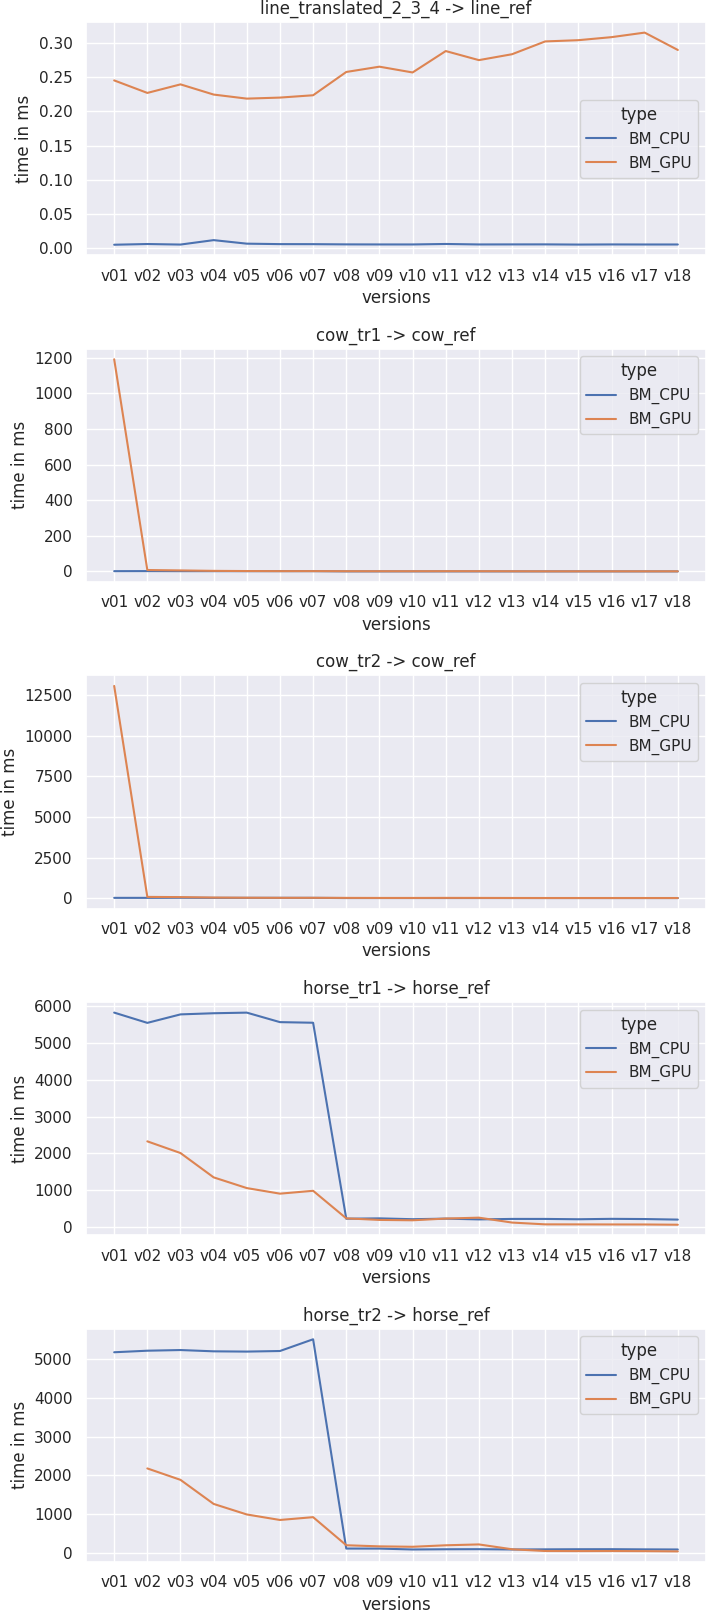 line_translated_2_3_4 -> line_ref
0.30
0.25
0.20
0.15
0.10
0.05
0.00
time in ms
type
BM_CPU
BM_GPU
v01 v02 v03 v04 v05 v06 v07 v08 v09 v10 v11 v12 v13 v14 v15 v16 v17 v18
versions
cow_tr1 -> cow_ref
1200
1000
800
600
400
200
0
time in ms
type
BM_CPU
BM_GPU
v01 v02 v03 v04 v05 v06 v07 v08 v09 v10 v11 v12 v13 v14 v15 v16 v17 v18
versions
cow_tr2 -> cow_ref
12500
10000
7500
5000
2500
0
time in ms
type
BM_CPU
BM_GPU
v01 v02 v03 v04 v05 v06 v07 v08 v09 v10 v11 v12 v13 v14 v15 v16 v17 v18
versions
horse_tr1 -> horse_ref
6000
5000
4000
3000
2000
1000
0
time in ms
type
BM_CPU
BM_GPU
v01 v02 v03 v04 v05 v06 v07 v08 v09 v10 v11 v12 v13 v14 v15 v16 v17 v18
versions
horse_tr2 -> horse_ref
5000
4000
3000
2000
1000
0
time in ms
type
BM_CPU
BM_GPU
v01 v02 v03 v04 v05 v06 v07 v08 v09 v10 v11 v12 v13 v14 v15 v16 v17 v18
versions